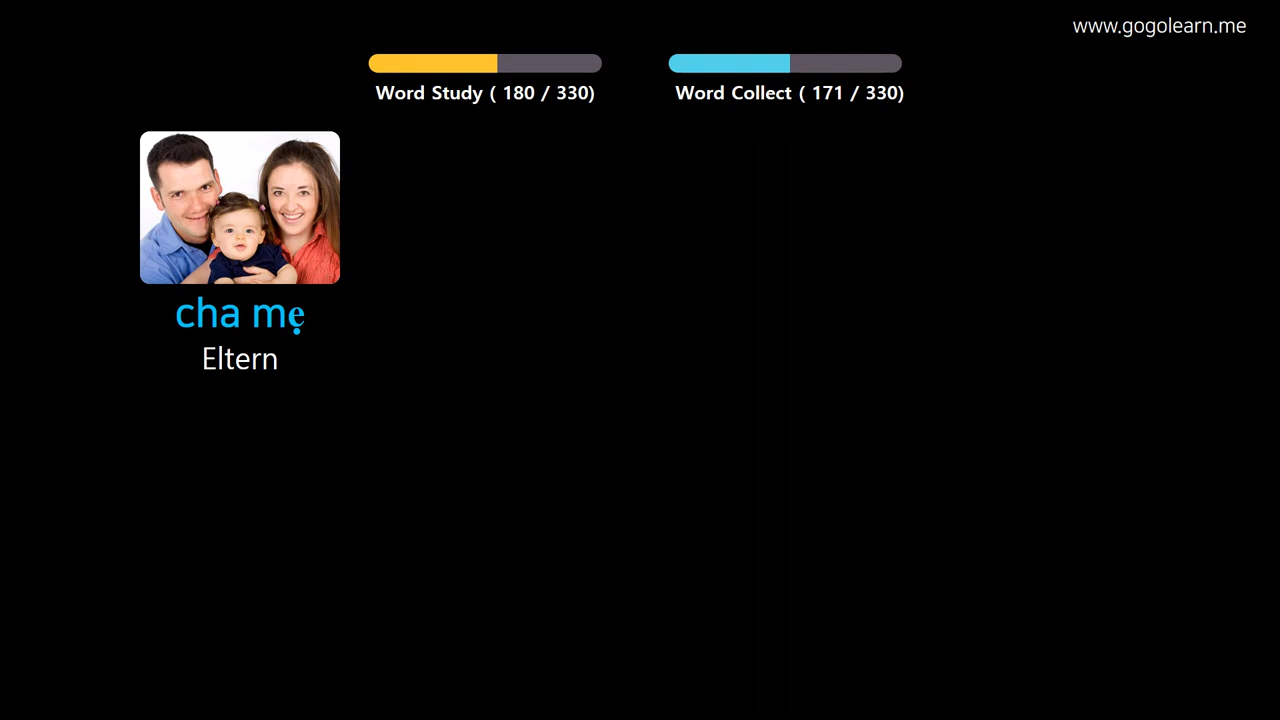 www.gogolearn.me
Word Study ( 180 / 330)
Word Collect ( 171 / 330)
cha mẹ
Eltern